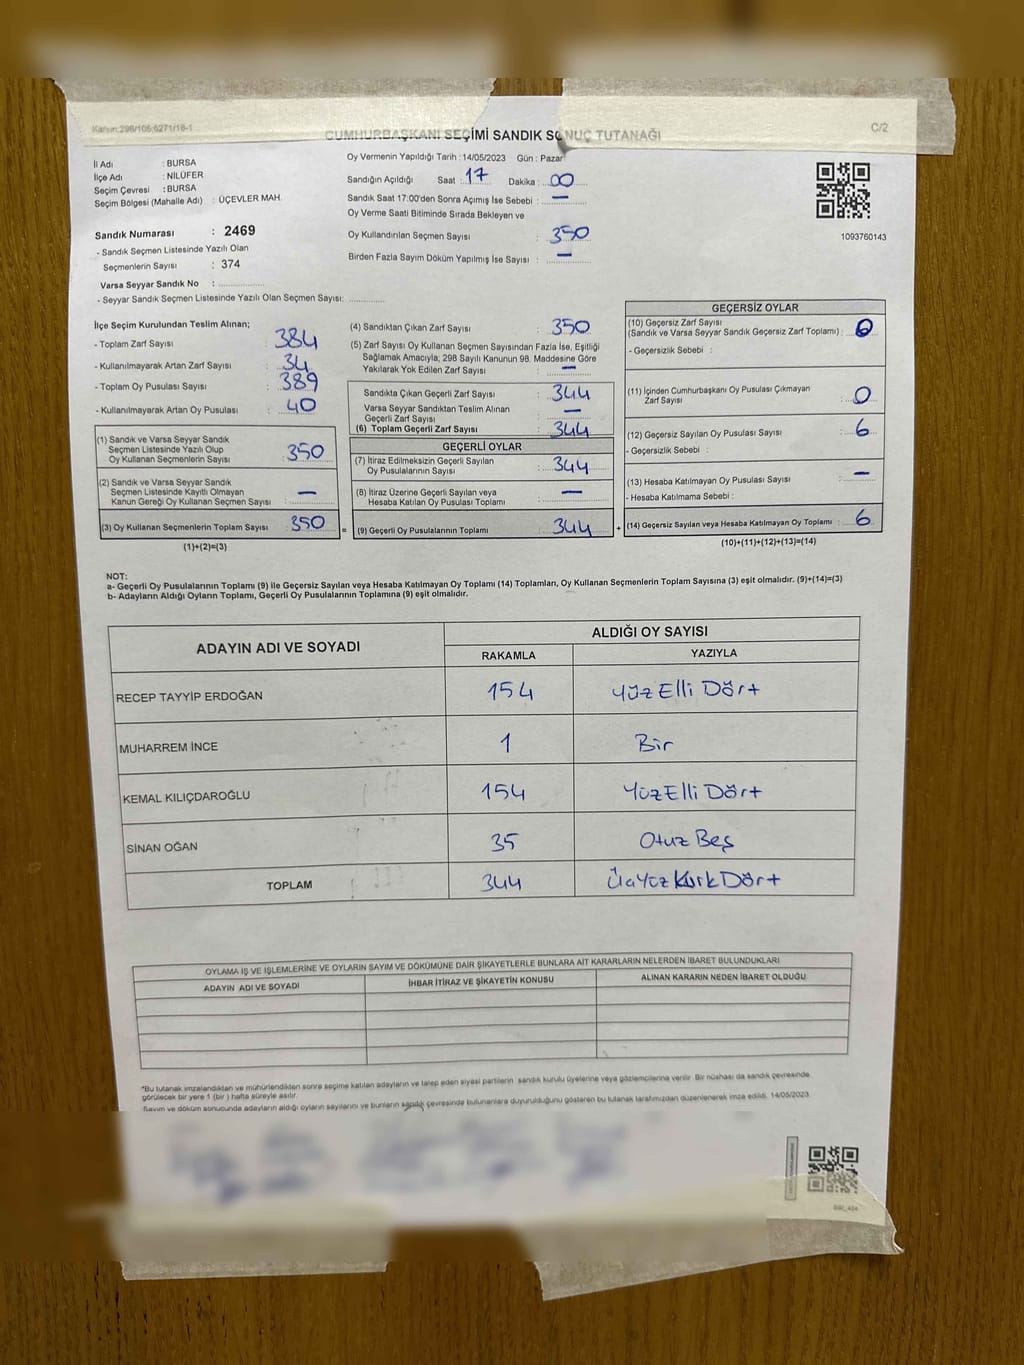 Kanun:298/105;6271/18-1
C/2
CUMHURBAŞKANI SEÇİMİ SANDIK SONUÇ TUTANAĞI
İl Adı : BURSA
İlçe Adı : NİLÜFER
Seçim Çevresi : BURSA
Seçim Bölgesi (Mahalle Adı) : ÜÇEVLER MAH.
Sandık Numarası : 2469
- Sandık Seçmen Listesinde Yazılı Olan
Seçmenlerin Sayısı : 374
Varsa Seyyar Sandık No :
- Seyyar Sandık Seçmen Listesinde Yazılı Olan Seçmen Sayısı:
Oy Vermenin Yapıldığı Tarih : 14/05/2023 Gün : Pazar
Sandığın Açıldığı Saat : 17 Dakika : 00
Sandık Saat 17:00'den Sonra Açımış İse Sebebi : —
Oy Verme Saati Bitiminde Sırada Bekleyen ve
Oy Kullandırılan Seçmen Sayısı : 350
Birden Fazla Sayım Döküm Yapılmış İse Sayısı : —
1093760143
İlçe Seçim Kurulundan Teslim Alınan;
- Toplam Zarf Sayısı : 384
- Kullanılmayarak Artan Zarf Sayısı : 34
- Toplam Oy Pusulası Sayısı : 389
- Kullanılmayarak Artan Oy Pusulası : 40
(1) Sandık ve Varsa Seyyar Sandık
Seçmen Listesinde Yazılı Olup
Oy Kullanan Seçmenlerin Sayısı : 350
(2) Sandık ve Varsa Seyyar Sandık
Seçmen Listesinde Kayıtlı Olmayan
Kanun Gereği Oy Kullanan Seçmen Sayısı : —
(3) Oy Kullanan Seçmenlerin Toplam Sayısı : 350
(1)+(2)=(3)
=
(4) Sandıktan Çıkan Zarf Sayısı : 350
(5) Zarf Sayısı Oy Kullanan Seçmen Sayısından Fazla İse, Eşitliği
Sağlamak Amacıyla, 298 Sayılı Kanunun 98. Maddesine Göre
Yakılarak Yok Edilen Zarf Sayısı : —
Sandıkta Çıkan Geçerli Zarf Sayısı : 344
Varsa Seyyar Sandıktan Teslim Alınan
Geçerli Zarf Sayısı : —
(6) Toplam Geçerli Zarf Sayısı : 344
GEÇERLİ OYLAR
(7) İtiraz Edilmeksizin Geçerli Sayılan
Oy Pusulalarının Sayısı : 344
(8) İtiraz Üzerine Geçerli Sayılan veya
Hesaba Katılan Oy Pusulası Toplamı : —
(9) Geçerli Oy Pusulalarının Toplamı : 344
+
GEÇERSİZ OYLAR
(10) Geçersiz Zarf Sayısı
(Sandık ve Varsa Seyyar Sandık Geçersiz Zarf Toplamı) : 0
- Geçersizlik Sebebi :
(11) İçinden Cumhurbaşkanı Oy Pusulası Çıkmayan
Zarf Sayısı : 0
(12) Geçersiz Sayılan Oy Pusulası Sayısı : 6
- Geçersizlik Sebebi :
(13) Hesaba Katılmayan Oy Pusulası Sayısı : —
- Hesaba Katılmama Sebebi :
(14) Geçersiz Sayılan veya Hesaba Katılmayan Oy Toplamı : 6
(10)+(11)+(12)+(13)=(14)
NOT:
a- Geçerli Oy Pusulalarının Toplamı (9) ile Geçersiz Sayılan veya Hesaba Katılmayan Oy Toplamı (14) Toplamları, Oy Kullanan Seçmenlerin Toplam Sayısına (3) eşit olmalıdır. (9)+(14)=(3)
b- Adayların Aldığı Oyların Toplamı, Geçerli Oy Pusulalarının Toplamına (9) eşit olmalıdır.
ADAYIN ADI VE SOYADI
ALDIĞI OY SAYISI
RAKAMLA YAZIYLA
RECEP TAYYİP ERDOĞAN 154 Yüz Elli Dört
MUHARREM İNCE 1 Bir
KEMAL KILIÇDAROĞLU 154 Yüz Elli Dört
SİNAN OĞAN 35 Otuz Beş
TOPLAM 344 ÜçYüz Kırk Dört
OYLAMA İŞ VE İŞLEMLERİNE VE OYLARIN SAYIM VE DÖKÜMÜNE DAİR ŞİKAYETLERLE BUNLARA AİT KARARLARIN NELERDEN İBARET BULUNDUKLARI
ADAYIN ADI VE SOYADI İHBAR İTİRAZ VE ŞİKAYETİN KONUSU ALINAN KARARIN NEDEN İBARET OLDUĞU
*Bu tutanak imzalandıktan ve mühürlendikten sonra seçime katılan adayların ve talep eden siyasi partilerin sandık kurulu üyelerine veya gözlemcilerine verilir. Bir nüshası da sandık çevresinde
görülecek bir yere 1 (bir ) hafta süreyle asılır.
Sayım ve döküm sonucunda adayların aldığı oyların sayılarını ve bunların sandık çevresinde bulunanlara duyurulduğunu gösteren bu tutanak tarafımızdan düzenlenerek imza edildi. 14/05/2023